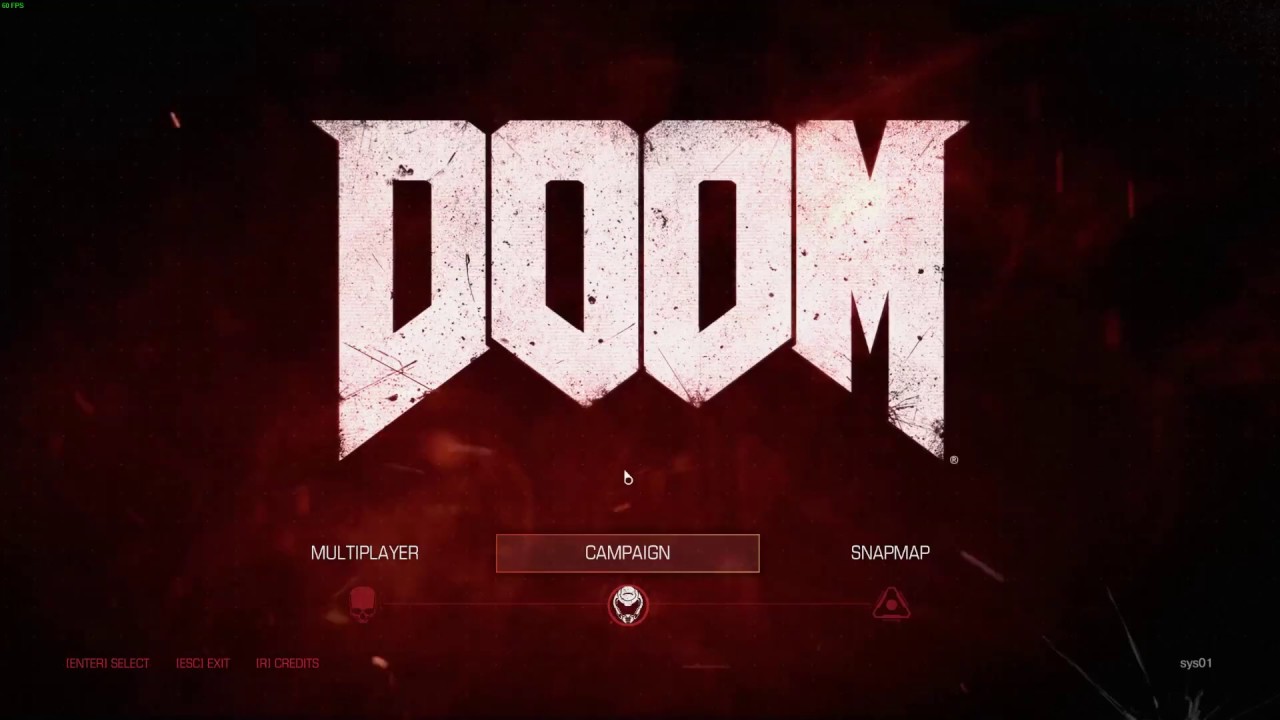 60 FPS
DOOM
®
MULTIPLAYER
CAMPAIGN
SNAPMAP
[ENTER] SELECT [ESC] EXIT [R] CREDITS
sys01